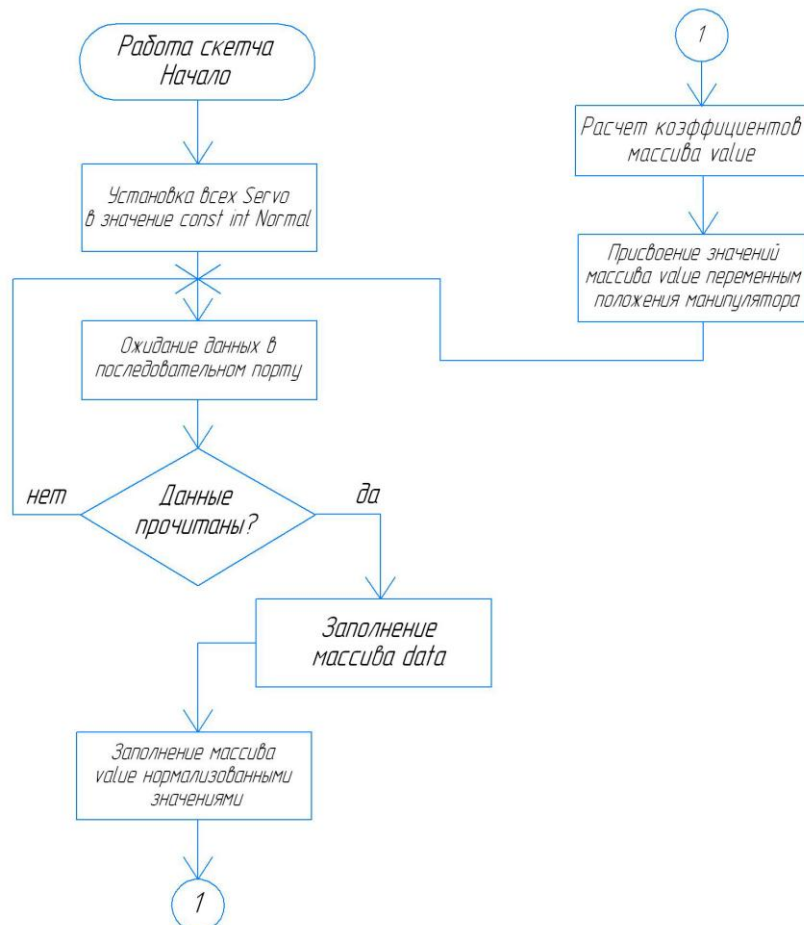 Работа скетча
Начало
Установка всех Servo
в значение const int Normal
Ожидание данных в
последовательном порту
нет
Данные
прочитаны?
да
Заполнение
массива data
Заполнение массива
value нормализованными
значениями
1
1
Расчет коэффициентов
массива value
Присвоение значений
массива value переменным
положения манипулятора